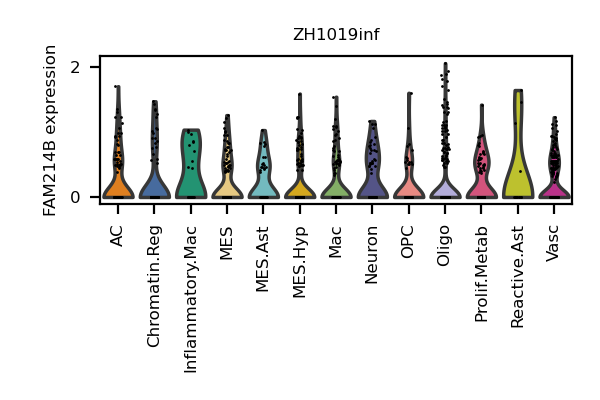 ZH1019inf
FAM214B expression
2
0
AC
Chromatin.Reg
Inflammatory.Mac
MES
MES.Ast
MES.Hyp
Mac
Neuron
OPC
Oligo
Prolif.Metab
Reactive.Ast
Vasc